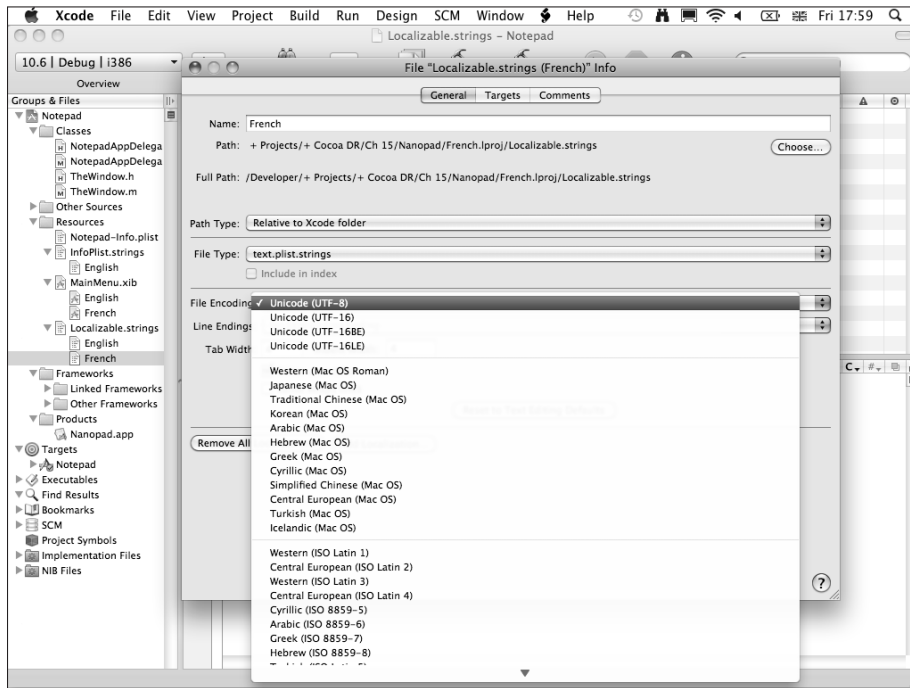 Xcode File Edit View Project Build Run Design SCM Window Help Fri 17:59
Localizable.strings – Notepad
10.6 | Debug | i386
Overview
Groups & Files
Notepad
Classes
NotepadAppDelega
NotepadAppDelega
TheWindow.h
TheWindow.m
Other Sources
Resources
Notepad-Info.plist
InfoPlist.strings
English
MainMenu.xib
English
French
Localizable.strings
English
French
Frameworks
Linked Frameworks
Other Frameworks
Products
Nanopad.app
Targets
Notepad
Executables
Find Results
Bookmarks
SCM
Project Symbols
Implementation Files
NIB Files
File “Localizable.strings (French)” Info
General Targets Comments
Name: French
Path: + Projects/+ Cocoa DR/Ch 15/Nanopad/French.lproj/Localizable.strings
Choose...
Full Path: /Developer/+ Projects/+ Cocoa DR/Ch 15/Nanopad/French.lproj/Localizable.strings
Path Type: Relative to Xcode folder
File Type: text.plist.strings
Include in index
File Encoding ✓ Unicode (UTF-8)
Line Endings
Tab Width
Remove All
Unicode (UTF-16)
Unicode (UTF-16BE)
Unicode (UTF-16LE)
Western (Mac OS Roman)
Japanese (Mac OS)
Traditional Chinese (Mac OS)
Korean (Mac OS)
Arabic (Mac OS)
Hebrew (Mac OS)
Greek (Mac OS)
Cyrillic (Mac OS)
Simplified Chinese (Mac OS)
Central European (Mac OS)
Turkish (Mac OS)
Icelandic (Mac OS)
Western (ISO Latin 1)
Central European (ISO Latin 2)
Western (ISO Latin 3)
Central European (ISO Latin 4)
Cyrillic (ISO 8859-5)
Arabic (ISO 8859-6)
Greek (ISO 8859-7)
Hebrew (ISO 8859-8)
?
C #